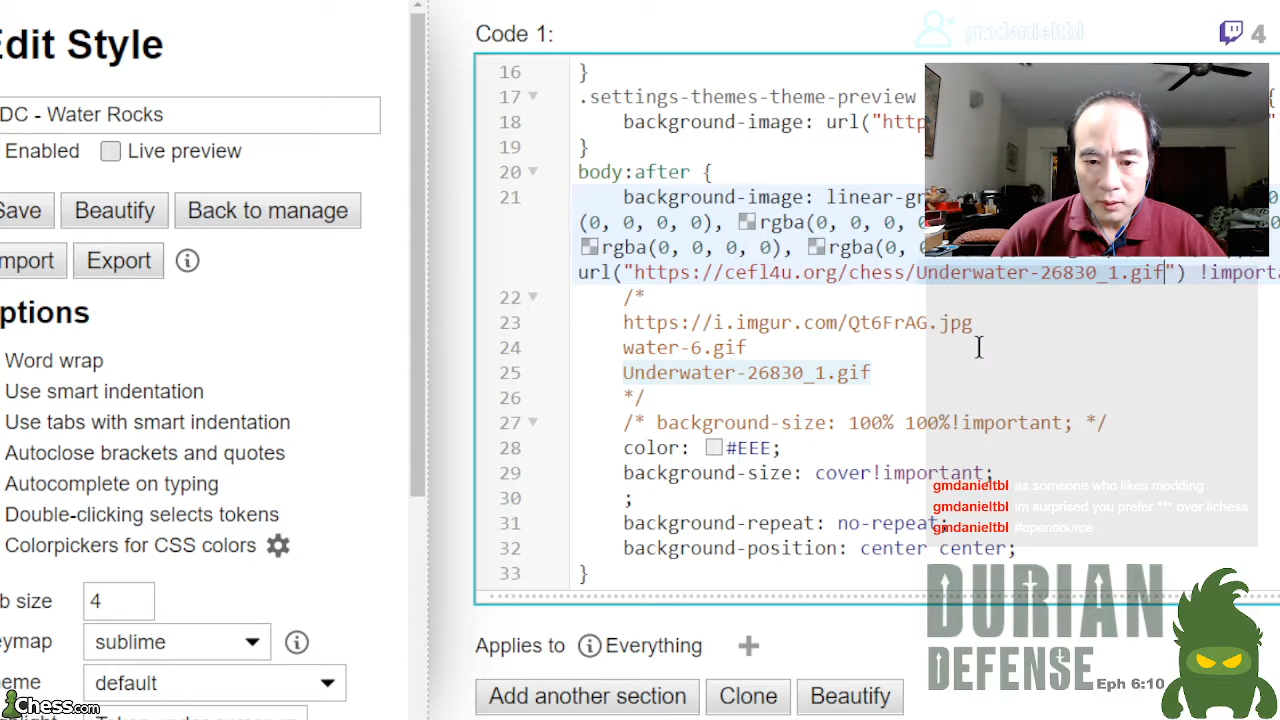 Edit Style
DC - Water Rocks
Enabled
Live preview
Save
Beautify
Back to manage
Import
Export
Options
Word wrap
Use smart indentation
Use tabs with smart indentation
Autoclose brackets and quotes
Autocomplete on typing
Double-clicking selects tokens
Colorpickers for CSS colors
4
sublime
default
iChess.com
Code 1:
16 }
17 .settings-themes-theme-preview {
18 background-image: url("http
19 }
20 body:after {
21 background-image: linear-gr
(0, 0, 0, 0), rgba(0, 0, 0
rgba(0, 0, 0, 0), rgba(0, 0,
url("https://cefl4u.org/chess/Underwater-26830_1.gif") !importa
22 /*
23 https://i.imgur.com/Qt6FrAG.jpg
24 water-6.gif
25 Underwater-26830_1.gif
26 */
27 /* background-size: 100% 100%!important; */
28 color: #EEE;
29 background-size: cover!important;
30 ;
31 background-repeat: no-repeat;
32 background-position: center center;
33 }
Applies to Everything
Add another section
Clone
Beautify
gmdanieltbl
4
gmdanieltbl as someone who likes modding
gmdanieltbl im surprised you prefer *** over lichess
gmdanieltbl #opensource
DURIAN
DEFENSE Eph 6:10